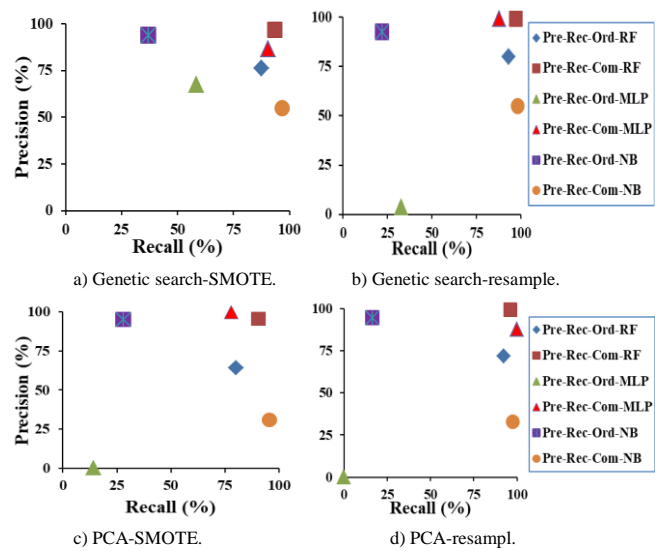 Precision (%)
100
75
50
25
0
0
25
50
75
100
Recall (%)
a) Genetic search-SMOTE.
100
75
50
25
0
0
25
50
75
100
Recall (%)
b) Genetic search-resample.
Pre-Rec-Ord-RF
Pre-Rec-Com-RF
Pre-Rec-Ord-MLP
Pre-Rec-Com-MLP
Pre-Rec-Ord-NB
Pre-Rec-Com-NB
Precision (%)
100
75
50
25
0
0
25
50
75
100
Recall (%)
c) PCA-SMOTE.
100
75
50
25
0
0
25
50
75
100
Recall (%)
d) PCA-resampl.
Pre-Rec-Ord-RF
Pre-Rec-Com-RF
Pre-Rec-Ord-MLP
Pre-Rec-Com-MLP
Pre-Rec-Ord-NB
Pre-Rec-Com-NB